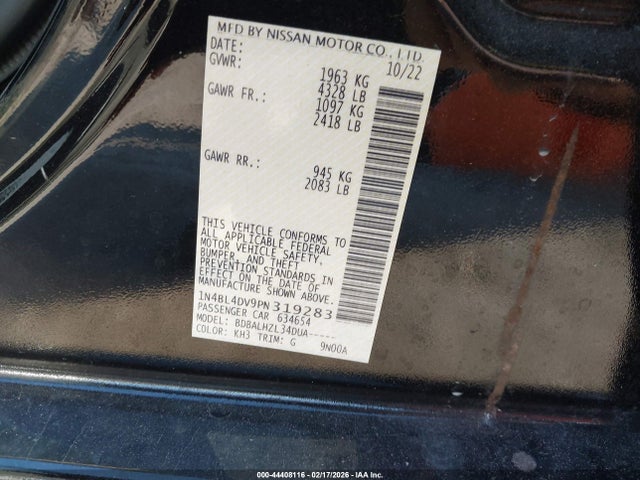 MFD BY NISSAN MOTOR CO., LTD.
DATE: 10/22
GVWR: 1963 KG
4328 LB
GAWR FR.: 1097 KG
2418 LB
GAWR RR.: 945 KG
2083 LB
THIS VEHICLE CONFORMS TO
ALL APPLICABLE FEDERAL
MOTOR VEHICLE SAFETY,
BUMPER, AND THEFT
PREVENTION STANDARDS IN
EFFECT ON THE DATE OF
MANUFACTURE SHOWN ABOVE.
1N4BL4DV9PN319283
PASSENGER CAR 634654
MODEL: BDBALHZL34DUA-----
COLOR: KH3 TRIM: G 9N00A
000-44408116 - 02/17/2026 - IAA Inc.